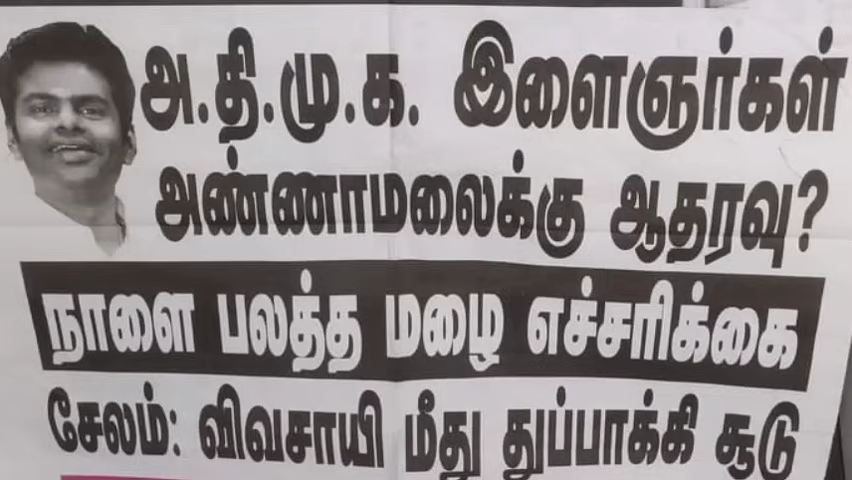 அ.தி.மு.க. இளைஞர்கள்
அண்ணாமலைக்கு ஆதரவு?
நாளை பலத்த மழை எச்சரிக்கை
சேலம்: விவசாயி மீது துப்பாக்கி சூடு